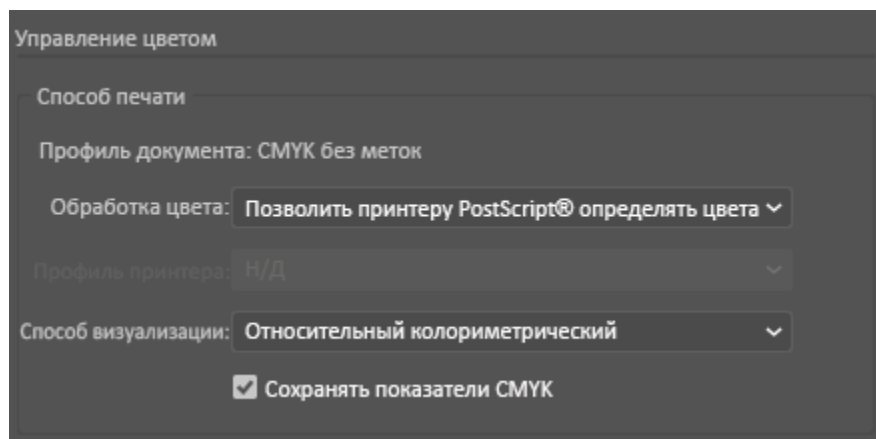 Управление цветом
Способ печати
Профиль документа: CMYK без меток
Обработка цвета: Позволить принтеру PostScript® определять цвета
Профиль принтера: Н/Д
Способ визуализации: Относительный колориметрический
Сохранять показатели CMYK